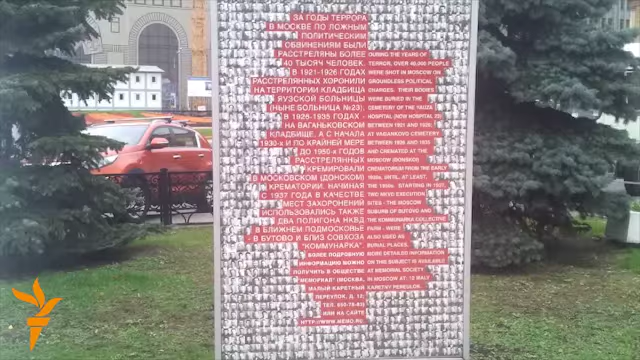 ЗА ГОДЫ ТЕРРОРА
В МОСКВЕ ПО ЛОЖНЫМ
ПОЛИТИЧЕСКИМ
ОБВИНЕНИЯМ БЫЛИ
РАССТРЕЛЯНЫ БОЛЕЕ
40 ТЫСЯЧ ЧЕЛОВЕК.
В 1921-1926 ГОДАХ
РАССТРЕЛЯННЫХ ХОРОНИЛИ
НА ТЕРРИТОРИИ КЛАДБИЩА
ЯУЗСКОЙ БОЛЬНИЦЫ
(НЫНЕ БОЛЬНИЦА №23),
В 1926-1935 ГОДАХ -
НА ВАГАНЬКОВСКОМ
КЛАДБИЩЕ, А С НАЧАЛА
1930-х И ПО КРАЙНЕЙ МЕРЕ
ДО 1950-х ГОДОВ
РАССТРЕЛЯННЫХ
КРЕМИРОВАЛИ
В МОСКОВСКОМ (ДОНСКОМ)
КРЕМАТОРИИ. НАЧИНАЯ
С 1937 ГОДА В КАЧЕСТВЕ
МЕСТ ЗАХОРОНЕНИЙ
ИСПОЛЬЗОВАЛИСЬ ТАКЖЕ
ДВА ПОЛИГОНА НКВД
В БЛИЖНЕМ ПОДМОСКОВЬЕ
- В БУТОВО И БЛИЗ СОВХОЗА
"КОММУНАРКА".
БОЛЕЕ ПОДРОБНУЮ
ИНФОРМАЦИЮ МОЖНО
ПОЛУЧИТЬ В ОБЩЕСТВЕ
"МЕМОРИАЛ" (МОСКВА,
МАЛЫЙ КАРЕТНЫЙ
ПЕРЕУЛОК, Д. 12;
ИЛИ НА САЙТЕ
HTTP://WWW.MEMO.RU
DURING THE YEARS OF
TERROR, OVER 40,000 PEOPLE
WERE SHOT IN MOSCOW ON
GROUNDLESS POLITICAL
CHARGES. THEIR BODIES
WERE BURIED IN THE
CEMETERY OF THE YAUZA
HOSPITAL (NOW HOSPITAL 23)
BETWEEN 1921 AND 1926;
AT VAGANKOVO CEMETERY
BETWEEN 1926 AND 1935
AND CREMATED AT THE
MOSCOW (DONSKOI)
CREMATORIUM FROM THE EARLY
1930s, UNTIL, AT LEAST,
THE 1950s. STARTING IN 1937,
TWO NKVD EXECUTION
SITES - THE MOSCOW
SUBURB OF BUTOVO AND
THE KOMMUNARKA COLLECTIVE
FARM - WERE
ALSO USED AS
BURIAL PLACES.
MORE DETAILED INFORMATION
ON THIS SUBJECT IS AVAILABLE
AT MEMORIAL SOCIETY,
IN MOSCOW AT: 12 MALY
KARETNY PEREULOK.